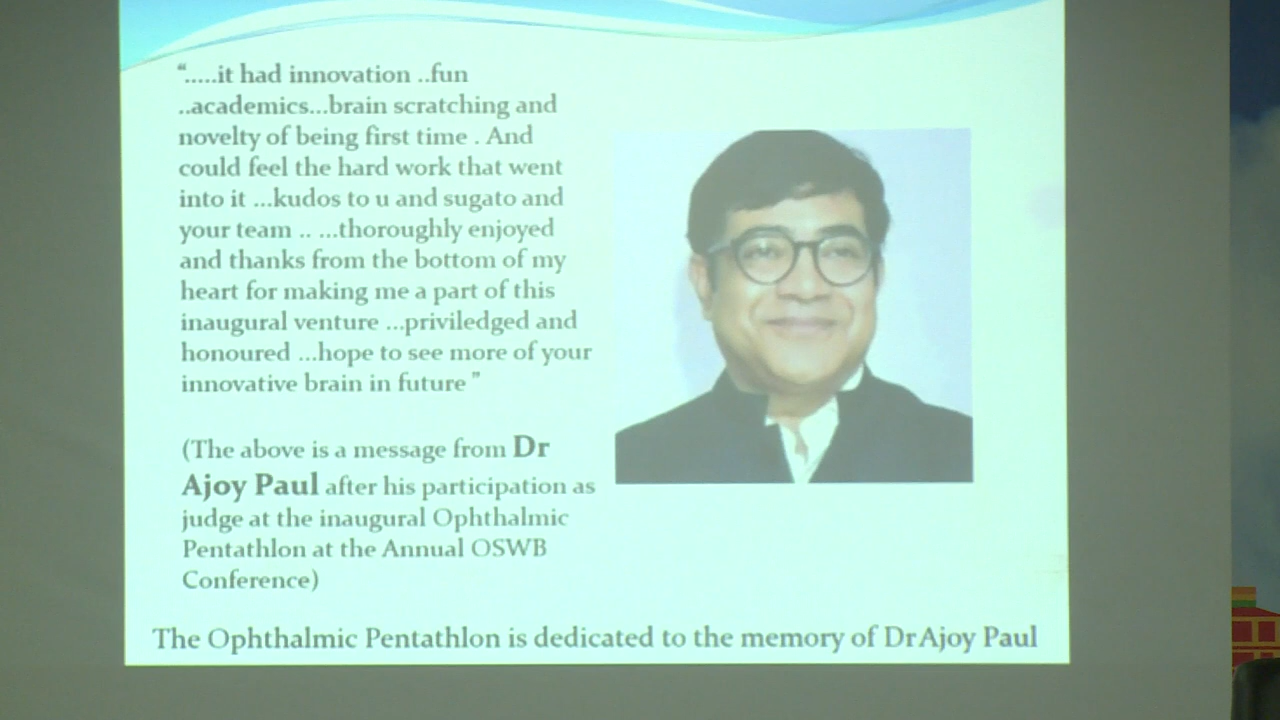 “.....it had innovation ..fun
..academics...brain scratching and
novelty of being first time . And
could feel the hard work that went
into it ...kudos to u and sugato and
your team .. ...thoroughly enjoyed
and thanks from the bottom of my
heart for making me a part of this
inaugural venture ...priviledged and
honoured ...hope to see more of your
innovative brain in future ”
(The above is a message from Dr
Ajoy Paul after his participation as
judge at the inaugural Ophthalmic
Pentathlon at the Annual OSWB
Conference)
The Ophthalmic Pentathlon is dedicated to the memory of Dr Ajoy Paul